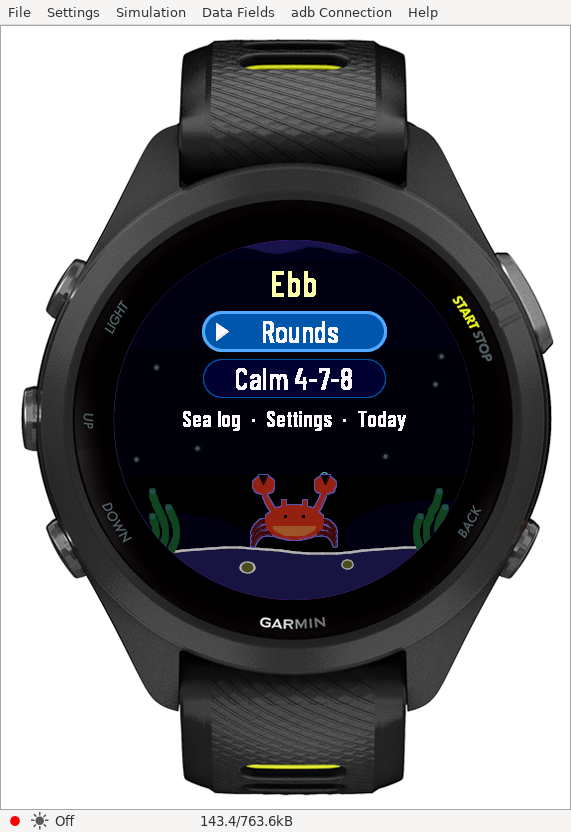 File Settings Simulation Data Fields adb Connection Help
Ebb
LIGHT
START STOP
Rounds
Calm 4-7-8
UP
Sea log · Settings · Today
DOWN
BACK
GARMIN
Off 143.4/763.6kB